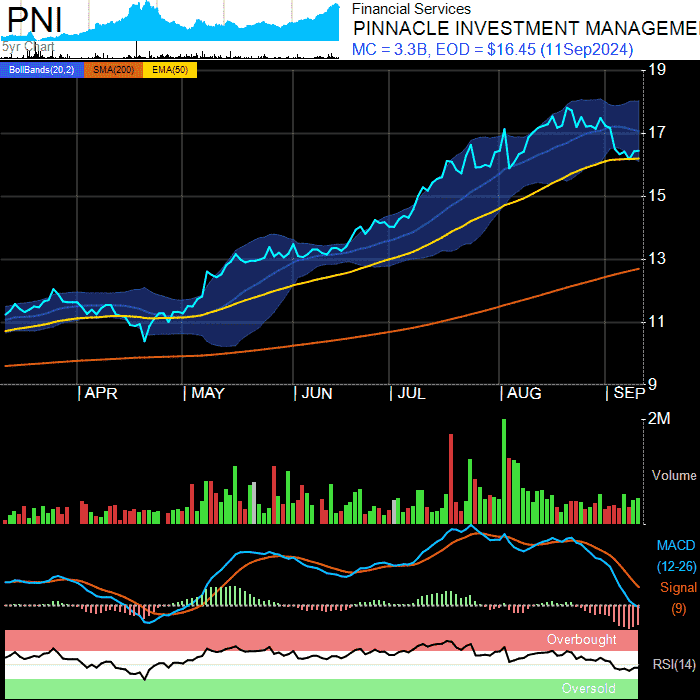 PNI
5yr Chart
Financial Services
PINNACLE INVESTMENT MANAGEME
MC = 3.3B, EOD = $16.45 (11Sep2024)
BollBands(20,2) SMA(200) EMA(50)
19
17
15
13
11
9
| APR | MAY | JUN | JUL | AUG | SEP
2M
Volume
MACD
(12-26)
Signal
(9)
Overbought
RSI(14)
Oversold